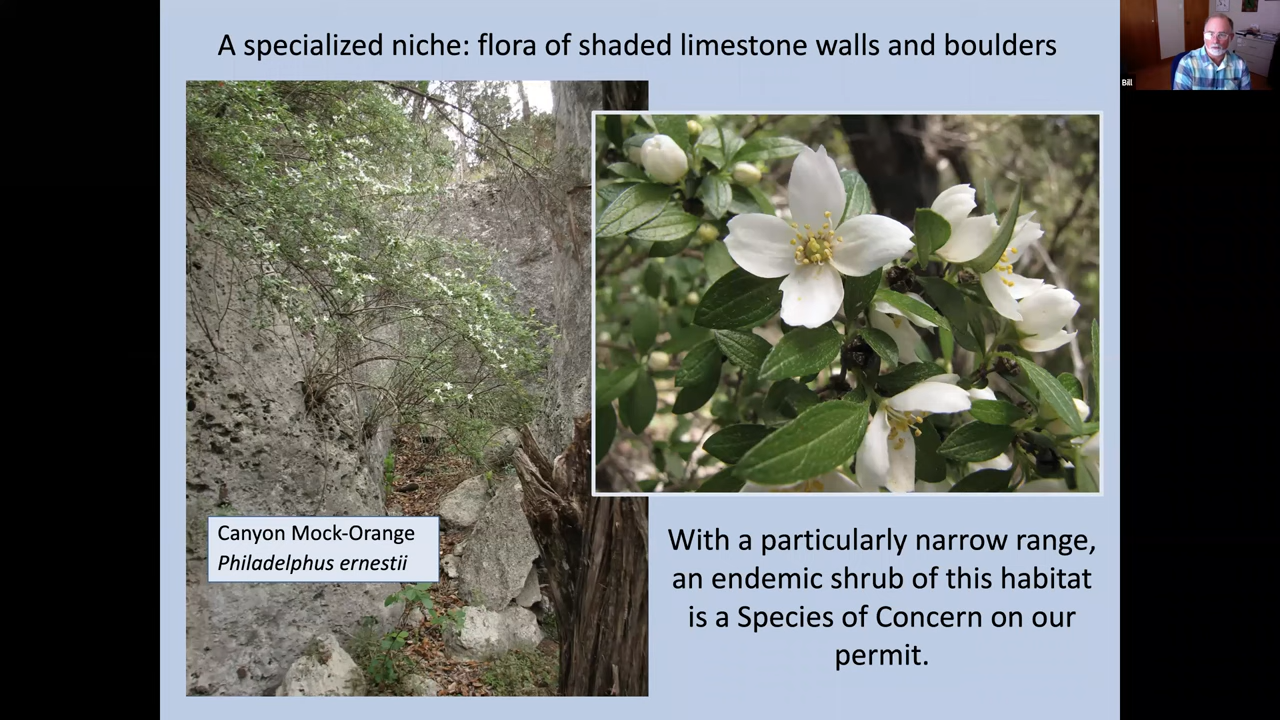 A specialized niche: flora of shaded limestone walls and boulders
Bill
Canyon Mock-Orange
Philadelphus ernestii
With a particularly narrow range,
an endemic shrub of this habitat
is a Species of Concern on our
permit.